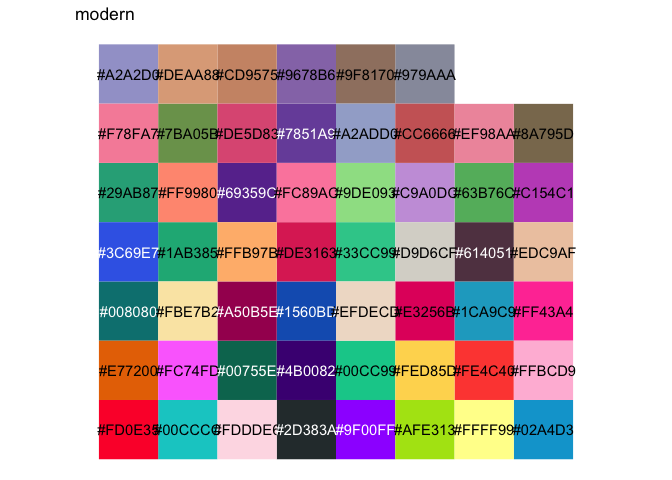 modern
#A2A2D0 #DEAA88 #CD9575 #9678B6 #9F8170 #979AAA
#F78FA7 #7BA05B #DE5D83 #7851A9 #A2ADD0 #CC6666 #EF98AA #8A795D
#29AB87 #FF9980 #69359C #FC89AC #9DE093 #C9A0DC #63B76C #C154C1
#3C69E7 #1AB385 #FFB97B #DE3163 #33CC99 #D9D6CF #614051 #EDC9AF
#008080 #FBE7B2 #A50B5E #1560BD #EFDECD #E3256B #1CA9C9 #FF43A4
#E77200 #FC74FD #00755E #4B0082 #00CC99 #FED85D #FE4C40 #FFBCD9
#FD0E35 #00CCCC #FDDDE6 #2D383A #9F00FF #AFE313 #FFFF99 #02A4D3